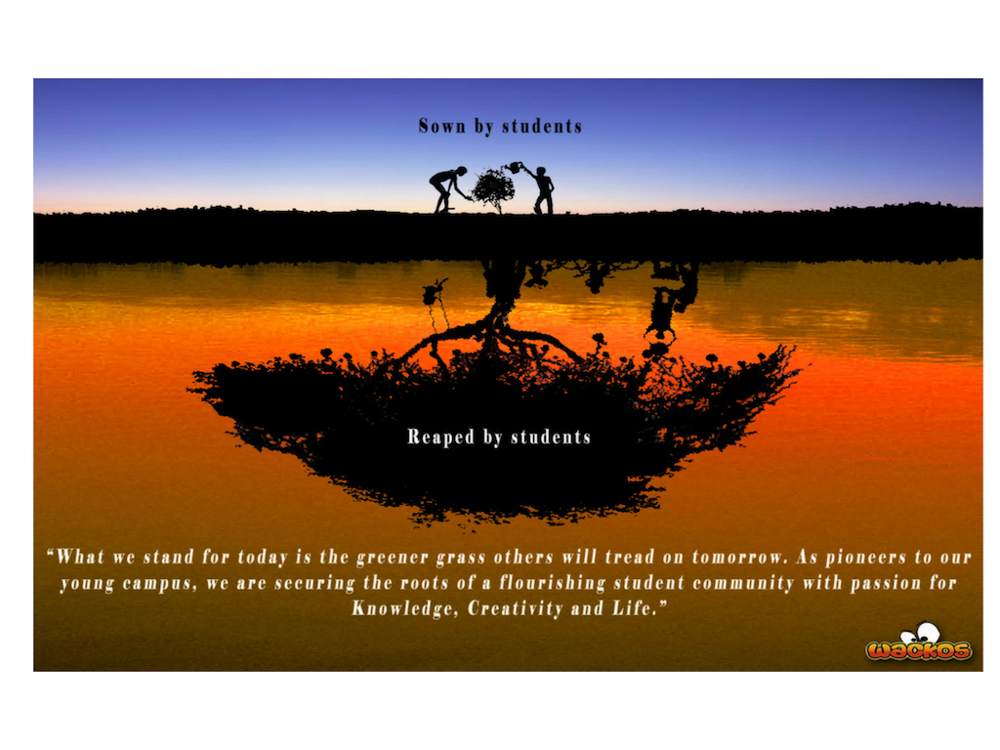 Sown by students
Reaped by students
“What we stand for today is the greener grass others will tread on tomorrow. As pioneers to our
young campus, we are securing the roots of a flourishing student community with passion for
Knowledge, Creativity and Life.”
wackos